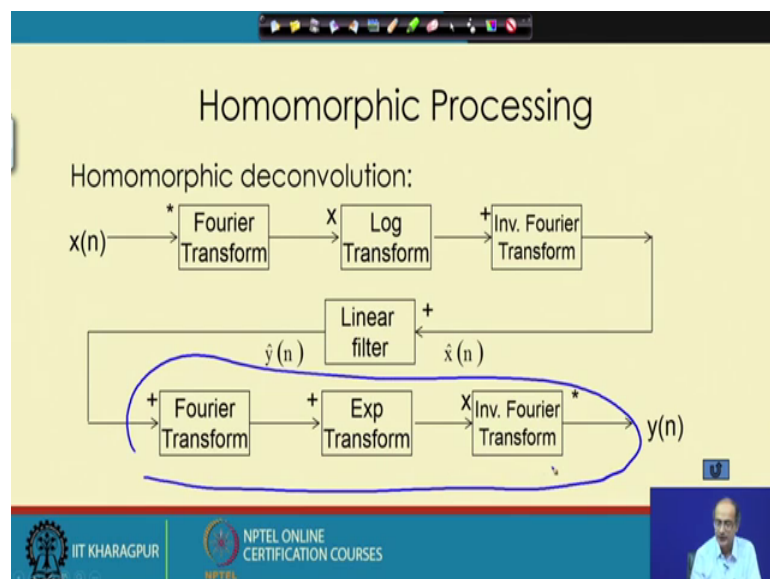 Homomorphic Processing
Homomorphic deconvolution:
x(n) * Fourier Transform x Log Transform + Inv. Fourier Transform
Linear filter +
ŷ(n) x̂(n)
+ Fourier Transform + Exp Transform x Inv. Fourier Transform * y(n)
IIT KHARAGPUR
NPTEL ONLINE
CERTIFICATION COURSES
NPTEL